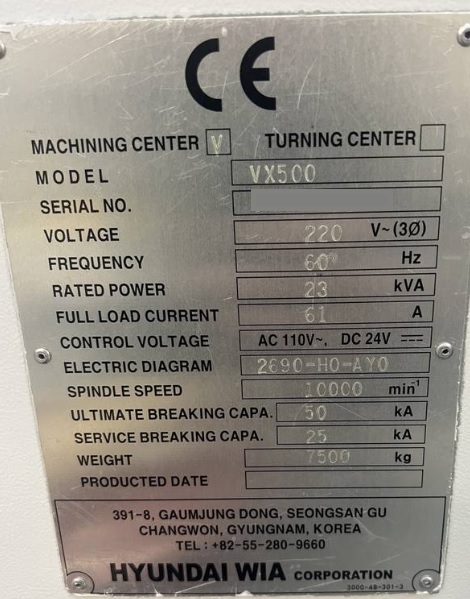 CE
MACHINING CENTER V TURNING CENTER
MODEL VX500
SERIAL NO.
VOLTAGE 220 V~(3Ø)
FREQUENCY 60 Hz
RATED POWER 23 kVA
FULL LOAD CURRENT 61 A
CONTROL VOLTAGE AC 110V~, DC 24V ⎓
ELECTRIC DIAGRAM 2690-H0-AY0
SPINDLE SPEED 10000 min⁻¹
ULTIMATE BREAKING CAPA. 50 kA
SERVICE BREAKING CAPA. 25 kA
WEIGHT 7500 kg
PRODUCTED DATE
391-8, GAUMJUNG DONG, SEONGSAN GU
CHANGWON, GYUNGNAM, KOREA
TEL : +82-55-280-9660
HYUNDAI WIA CORPORATION